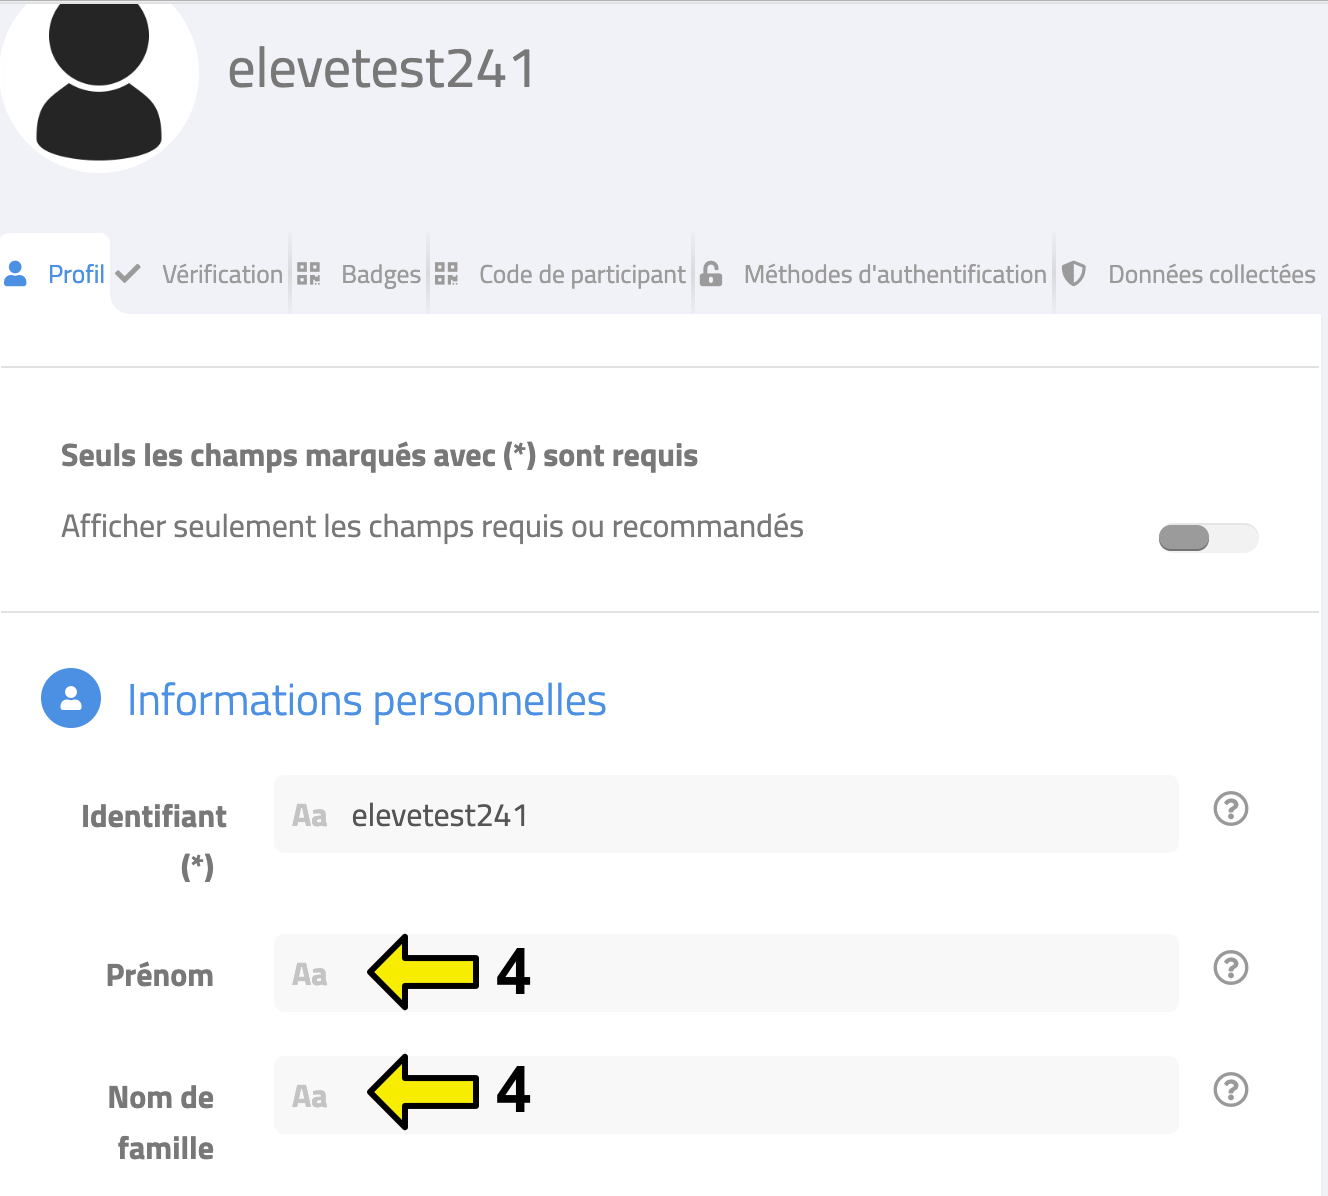 elevetest241
Profil Vérification Badges Code de participant Méthodes d'authentification Données collectées
Seuls les champs marqués avec (*) sont requis
Afficher seulement les champs requis ou recommandés
Informations personnelles
Identifiant Aa elevetest241 ?
(*)
Prénom Aa 4 ?
Nom de Aa 4 ?
famille